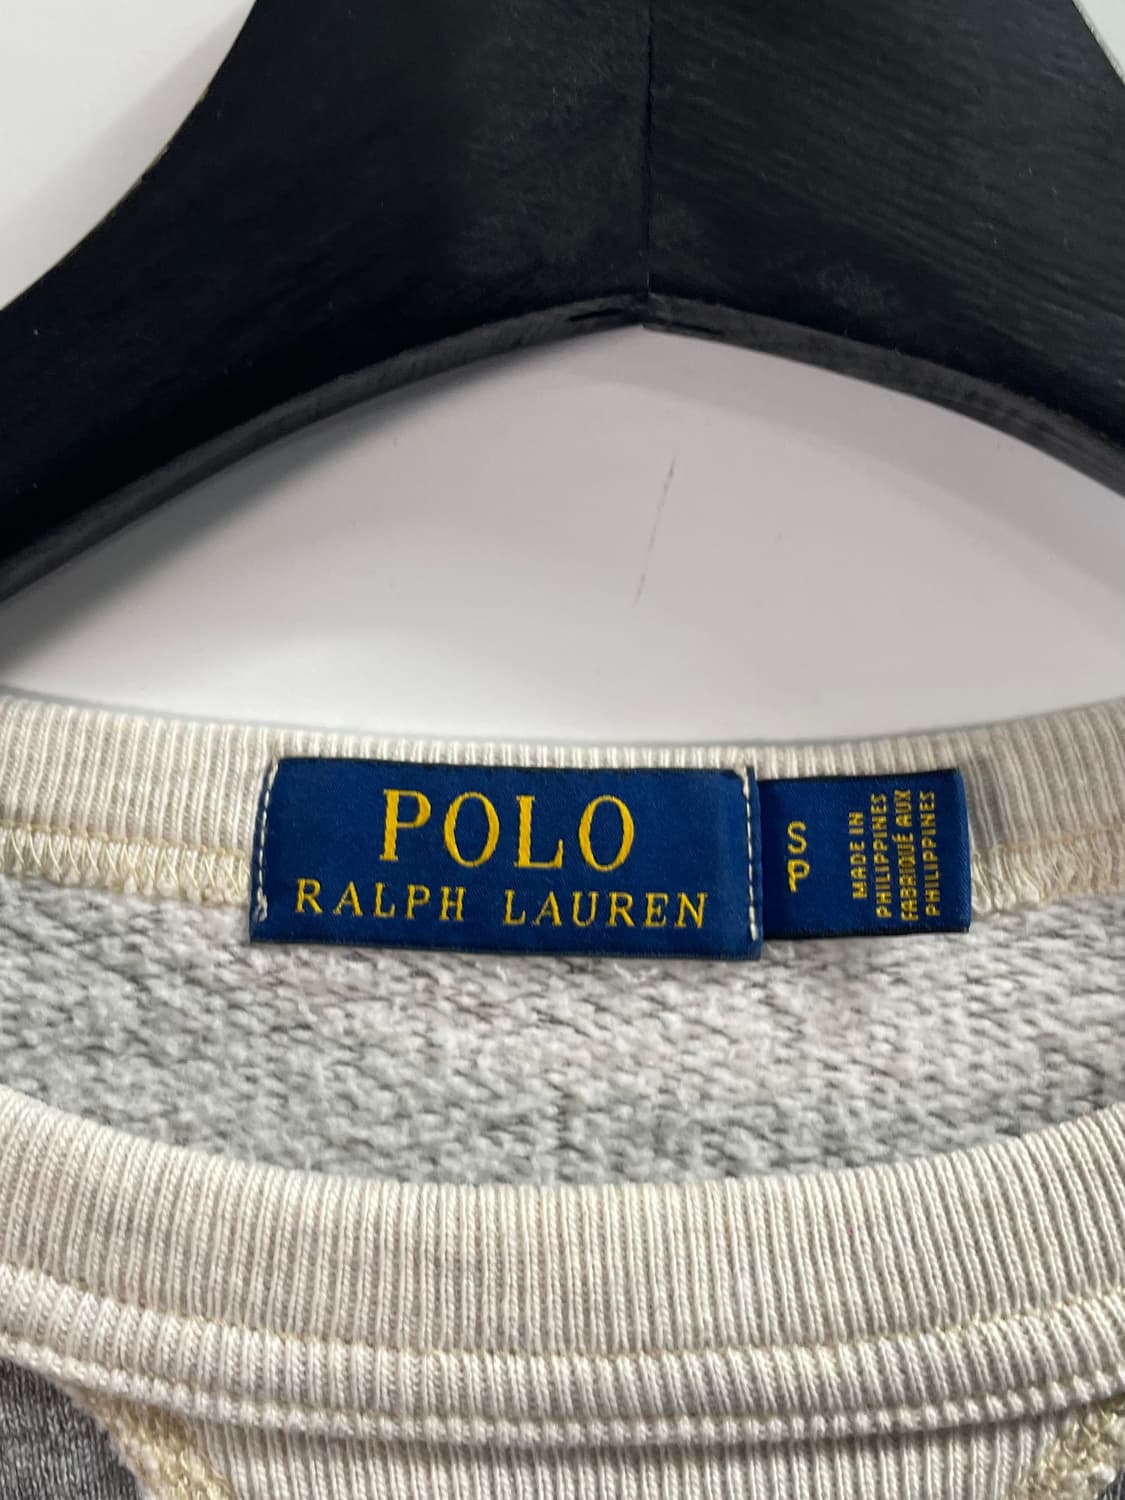 POLO
RALPH LAUREN
S
P
MADE IN
PHILIPPINES
FABRIQUÉ AUX
PHILIPPINES